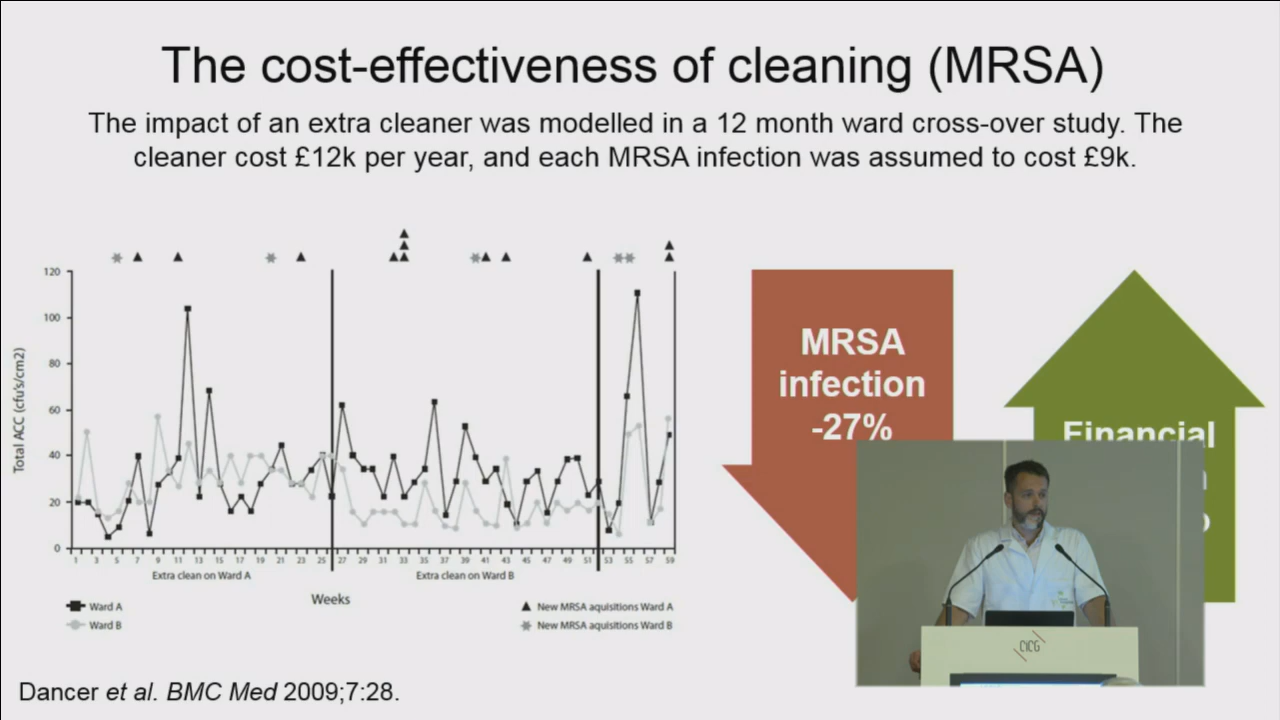 The cost-effectiveness of cleaning (MRSA)
The impact of an extra cleaner was modelled in a 12 month ward cross-over study. The
cleaner cost £12k per year, and each MRSA infection was assumed to cost £9k.
120
100
80
60
40
20
0
Total ACC (cfu's/cm2)
1 3 5 7 9 11 13 15 17 19 21 23 25 27 29 31 33 35 37 39 41 43 45 47 49 51 53 55 57 59
Extra clean on Ward A
Extra clean on Ward B
Weeks
Ward A
Ward B
New MRSA aquisitions Ward A
New MRSA aquisitions Ward B
MRSA
infection
-27%
Financial
CICG
Dancer et al. BMC Med 2009;7:28.